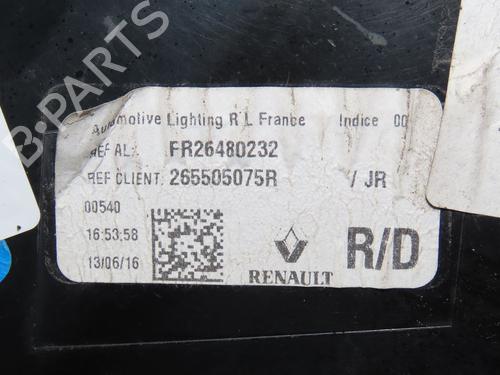 B-PARTS
Automotive Lighting R L France Indice 00
REF AL: FR26480232
REF CLIENT: 265505075R / JR
00540
16:53:58
13/06/16
RENAULT
R/D